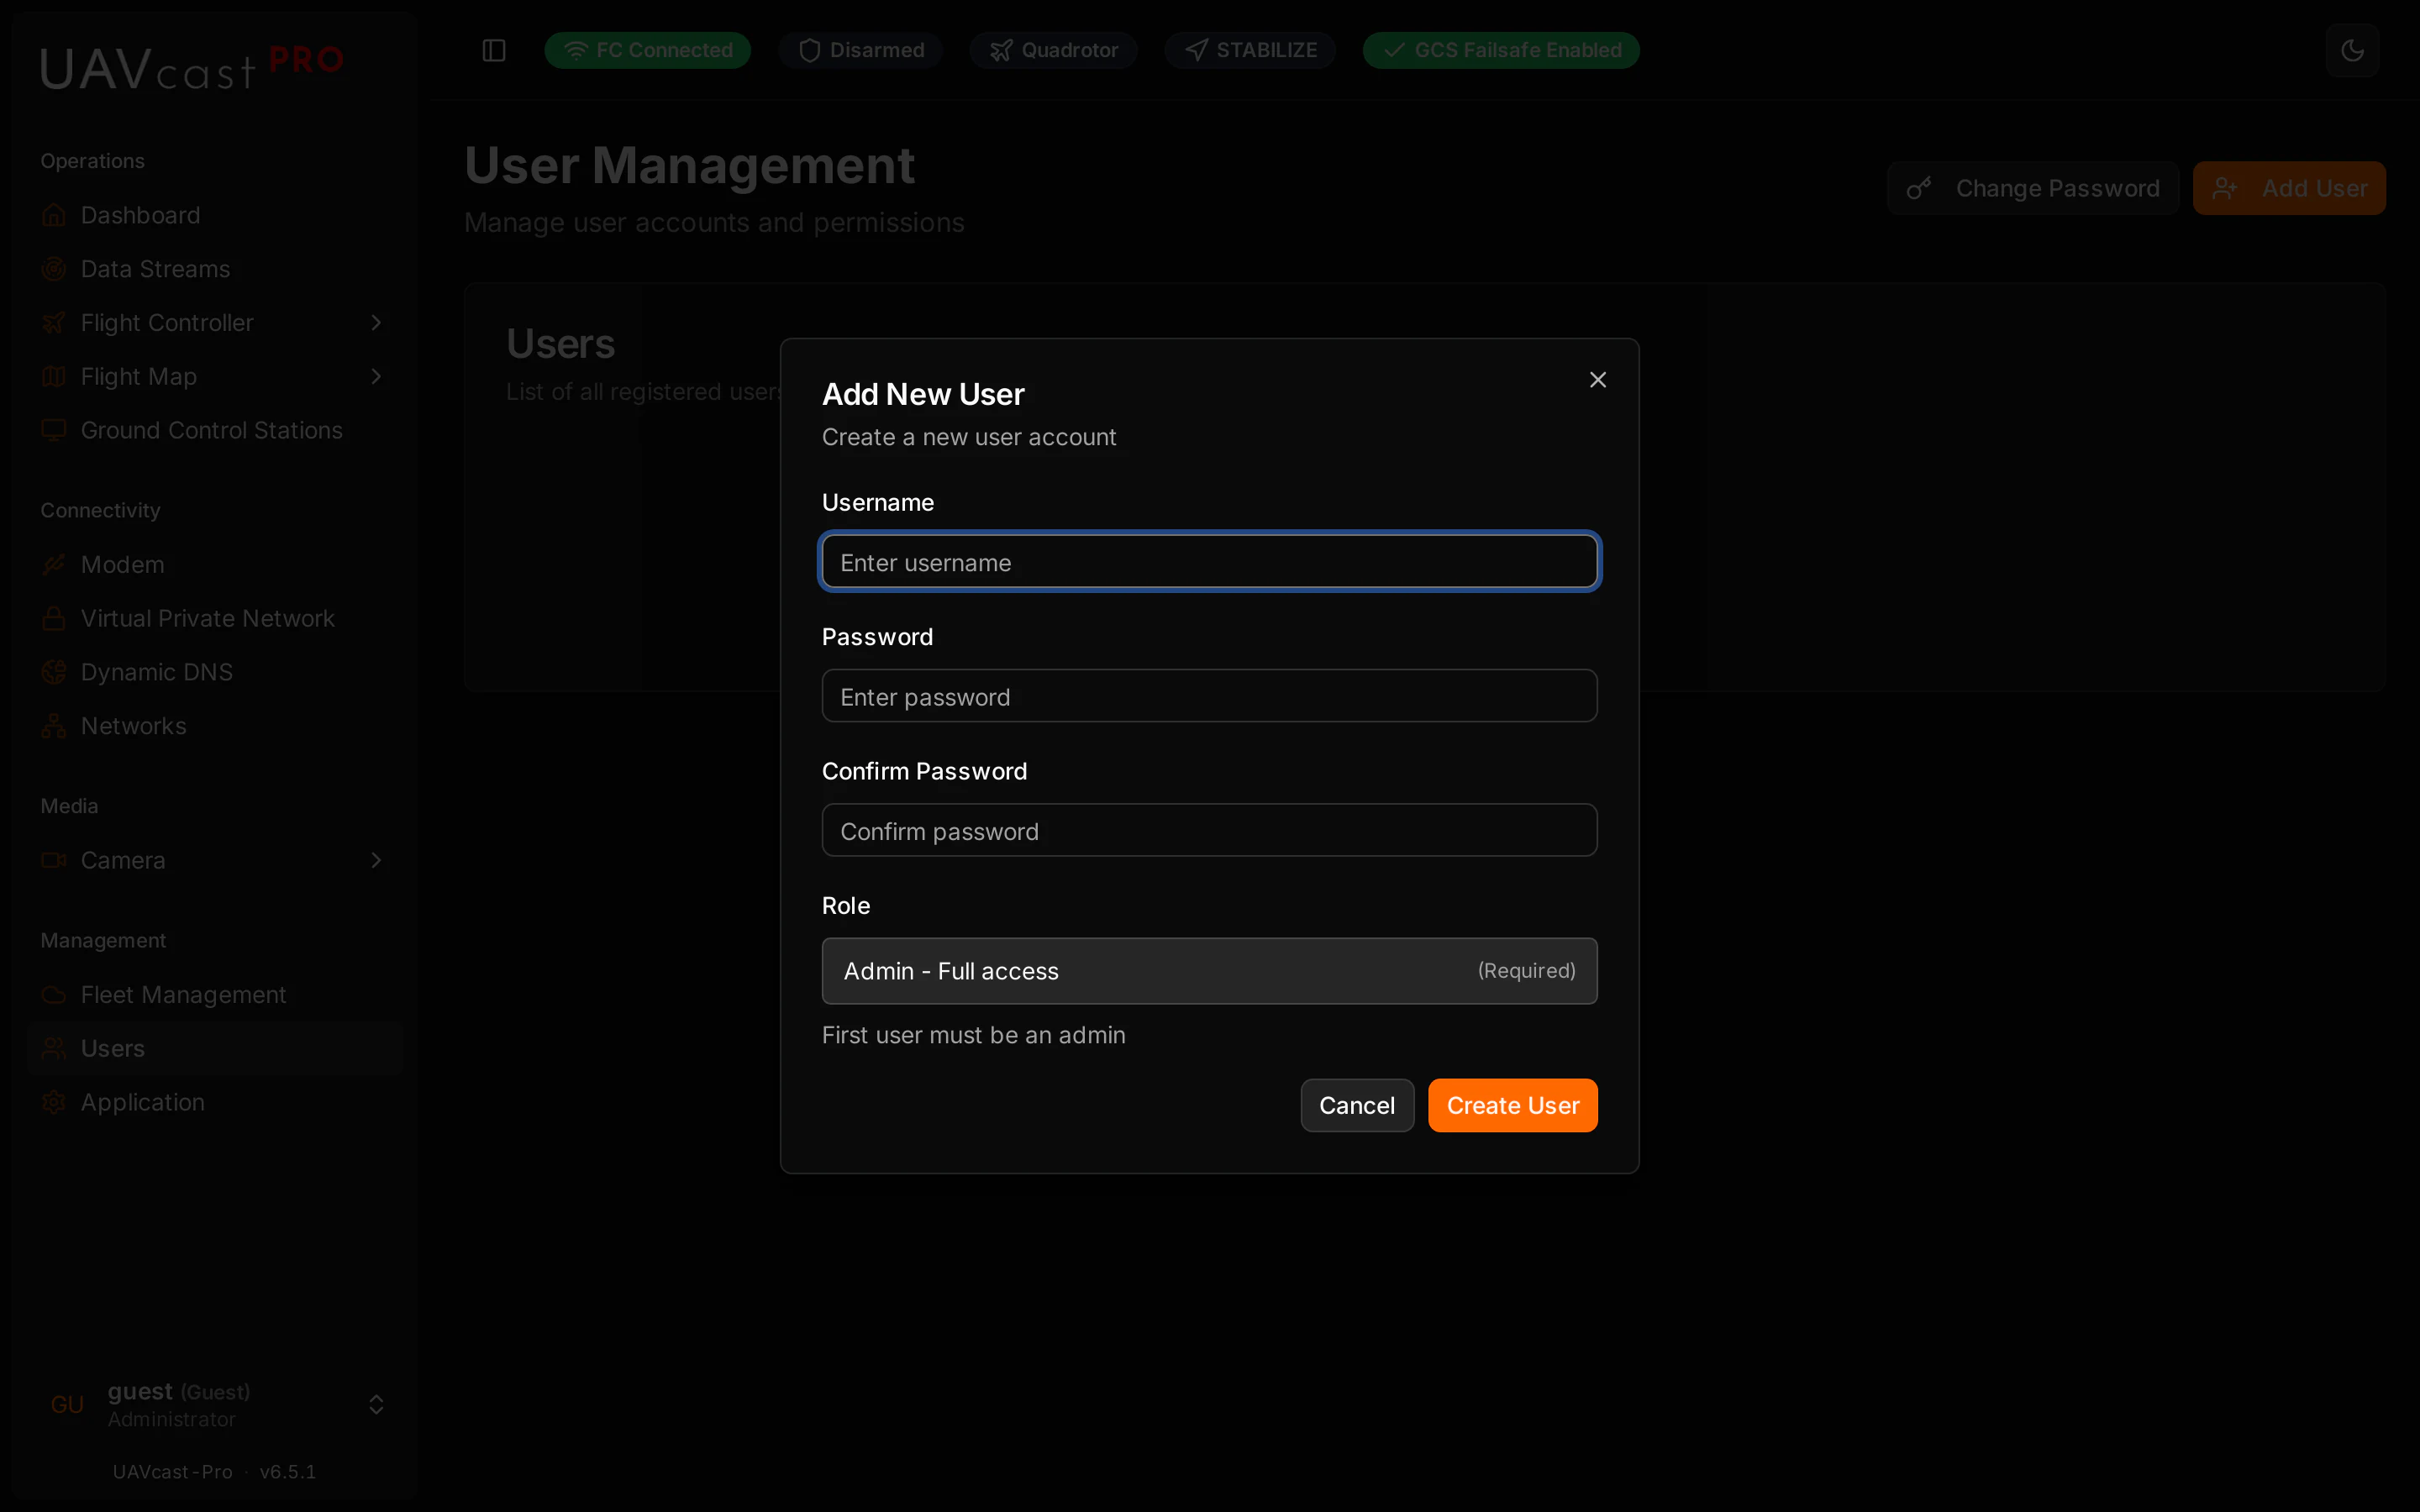 UAVcast PRO
Operations
Dashboard
Data Streams
Flight Controller
Flight Map
Ground Control Stations
Connectivity
Modem
Virtual Private Network
Dynamic DNS
Networks
Media
Camera
Management
Fleet Management
Users
Application
GU
guest (Guest)
Administrator
UAVcast-Pro · v6.5.1
FC Connected
Disarmed
Quadrotor
STABILIZE
GCS Failsafe Enabled
User Management
Manage user accounts and permissions
Change Password
Add User
Users
List of all registered users
Add New User
Create a new user account
Username
Enter username
Password
Enter password
Confirm Password
Confirm password
Role
Admin - Full access (Required)
First user must be an admin
Cancel
Create User